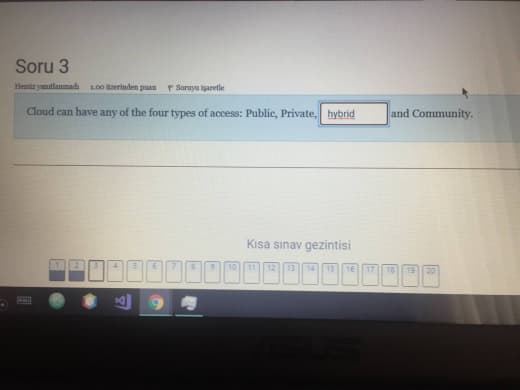 Soru 3
Henüz yanıtlanmadı 1.00 üzerinden puan Soruyu işaretle
Cloud can have any of the four types of access: Public, Private, hybrid and Community.
Kısa sınav gezintisi
1 2 3 4 5 6 7 8 9 10 11 12 13 14 15 16 17 18 19 20